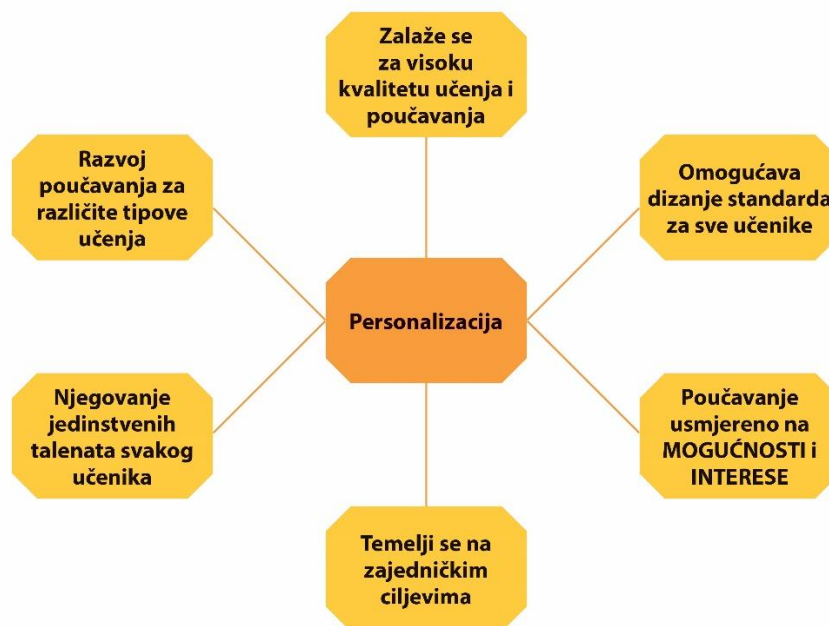 Zalaže se
za visoku
kvalitetu učenja i
poučavanja
Razvoj
poučavanja za
različite tipove
učenja
Omogućava
dizanje standarda
za sve učenike
Personalizacija
Njegovanje
jedinstvenih
talenata svakog
učenika
Poučavanje
usmjereno na
MOGUĆNOSTI i
INTERESE
Temelji se na
zajedničkim
ciljevima